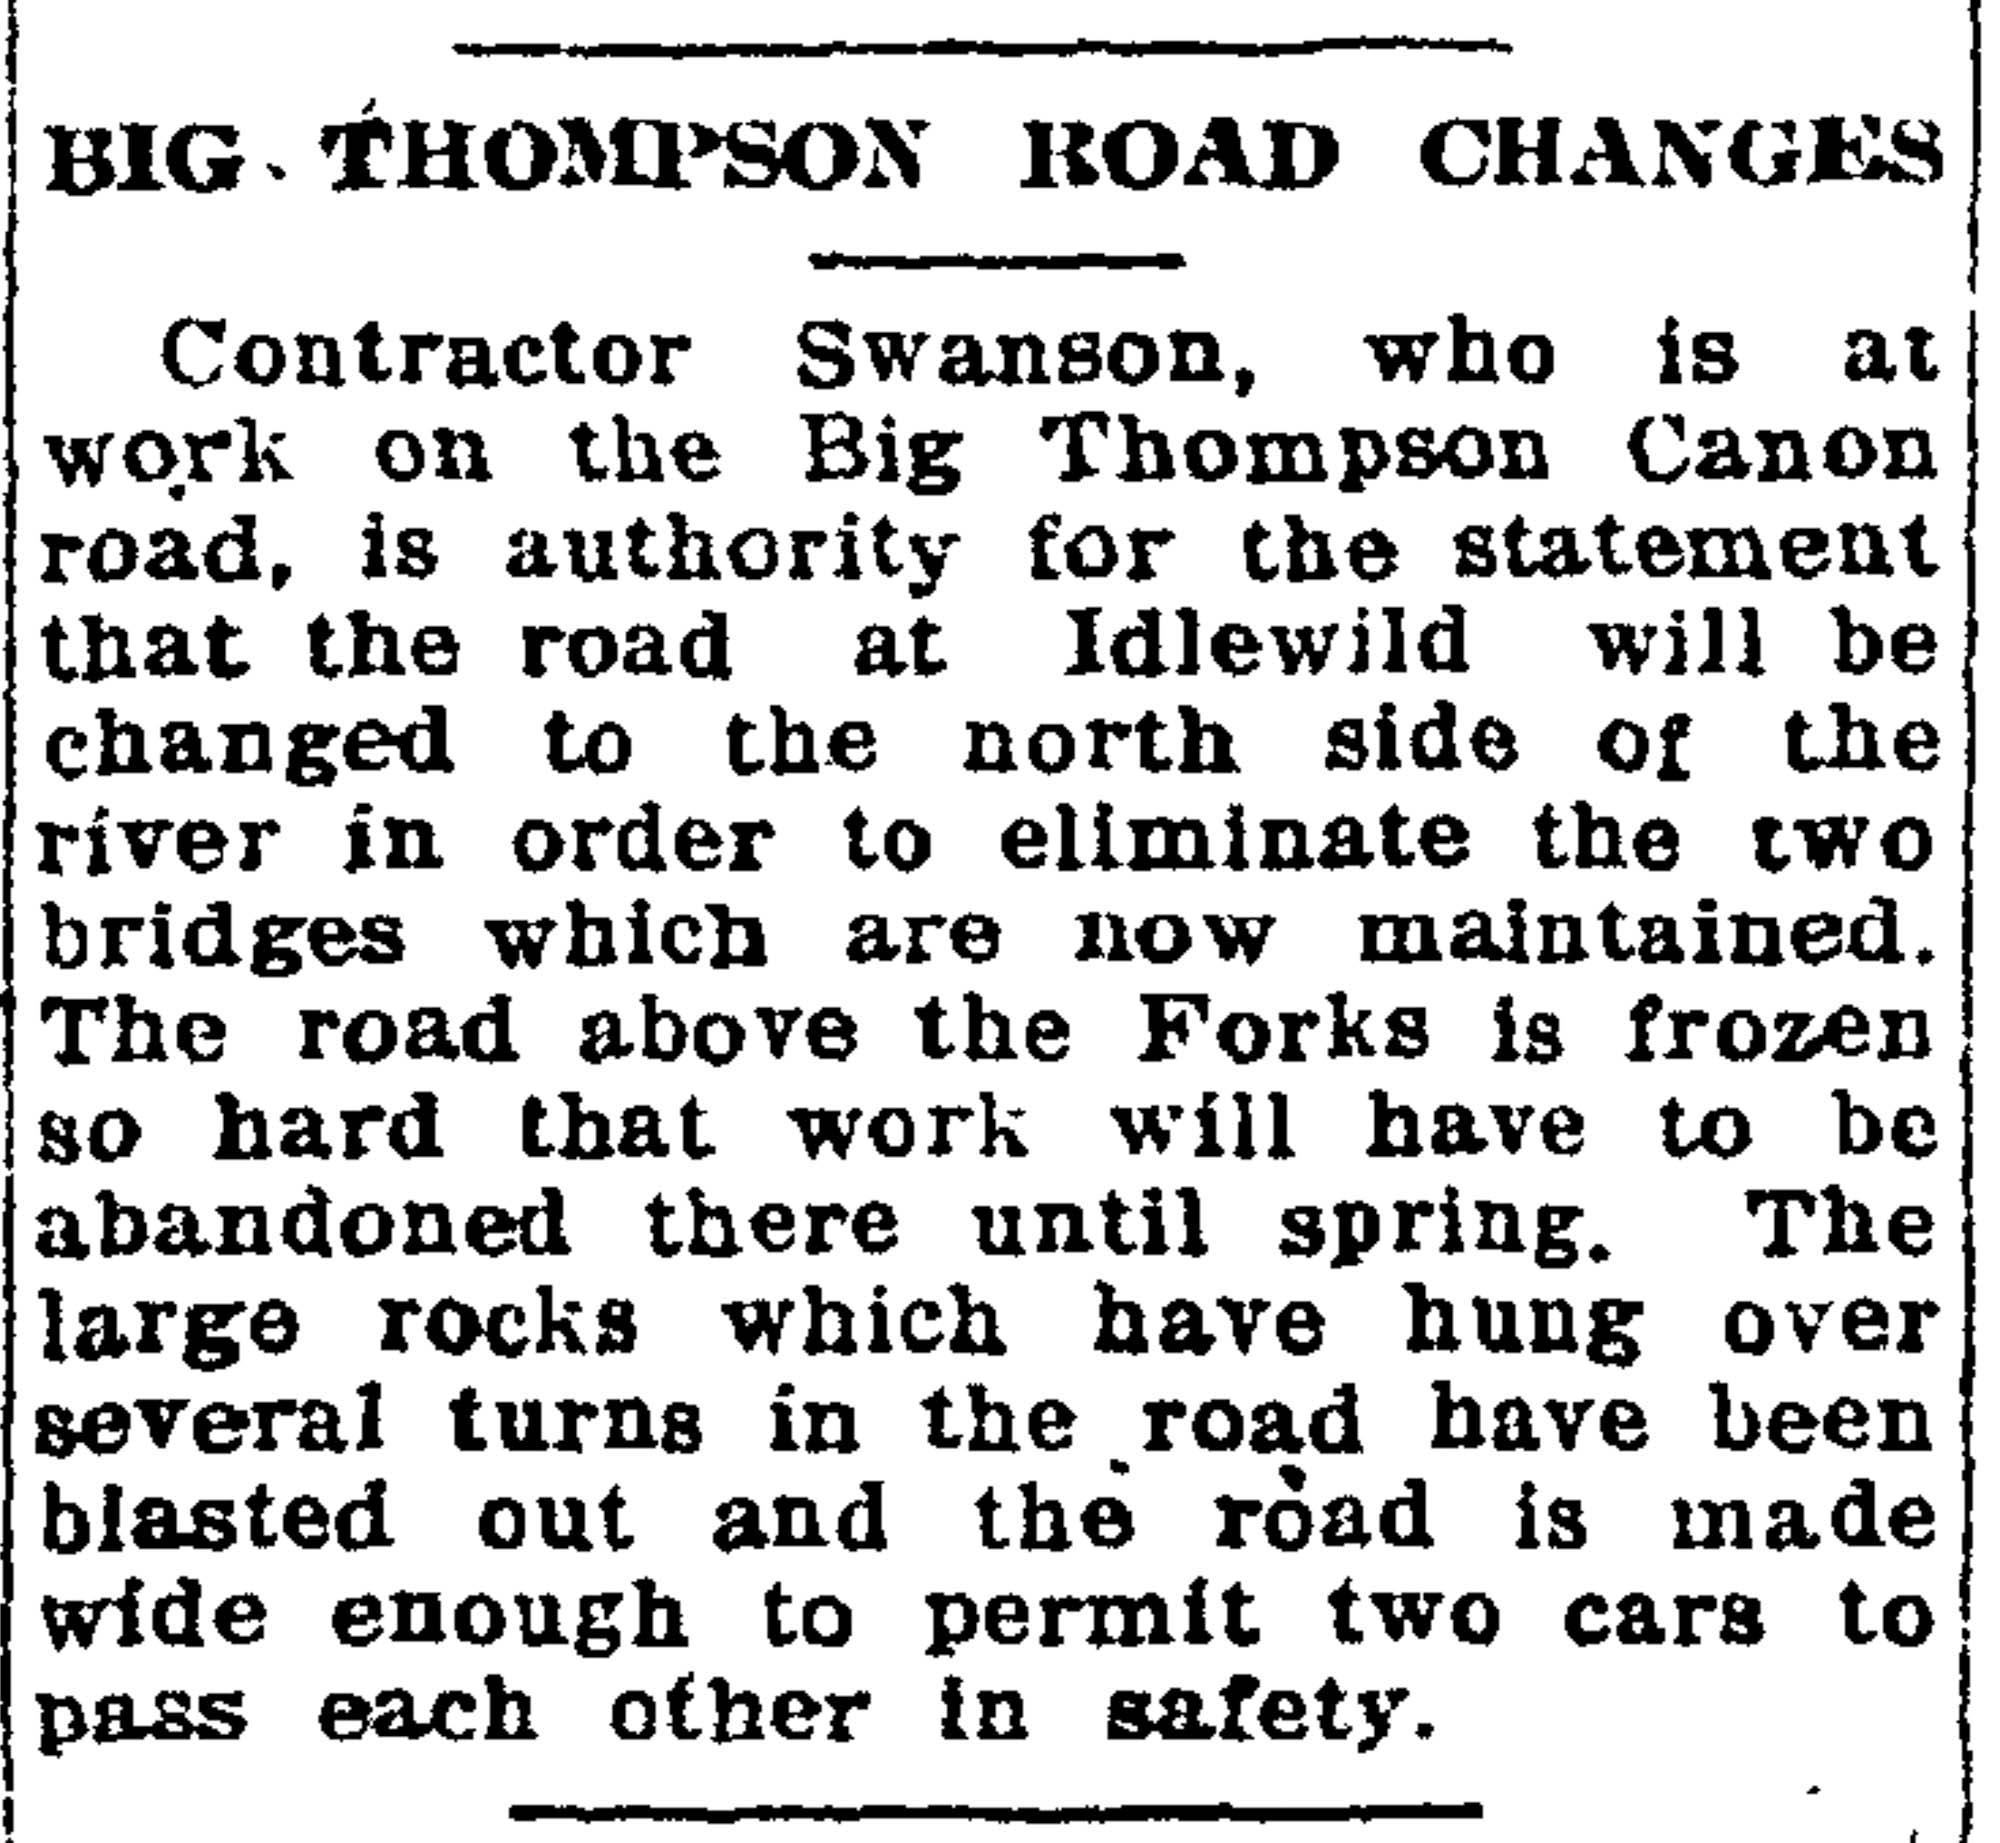 BIG THOMPSON ROAD CHANGES
Contractor Swanson, who is at
work on the Big Thompson Canon
road, is authority for the statement
that the road at Idlewild will be
changed to the north side of the
river in order to eliminate the two
bridges which are now maintained.
The road above the Forks is frozen
so hard that work will have to be
abandoned there until spring. The
large rocks which have hung over
several turns in the road have been
blasted out and the road is made
wide enough to permit two cars to
pass each other in safety.